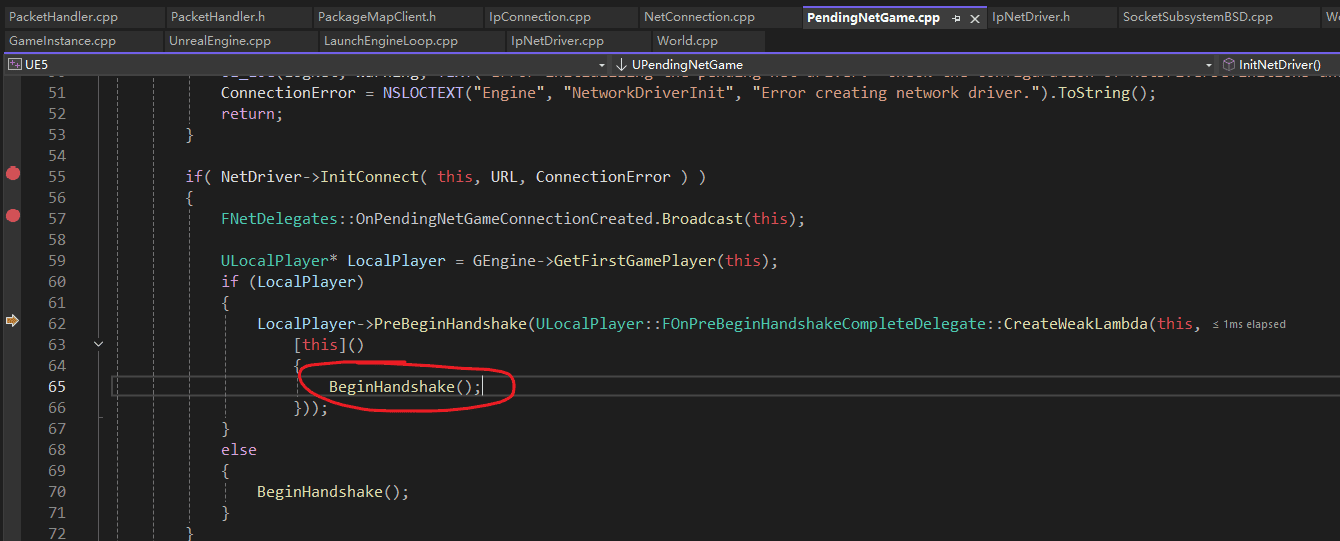 PacketHandler.cpp PacketHandler.h PackageMapClient.h IpConnection.cpp NetConnection.cpp PendingNetGame.cpp IpNetDriver.h SocketSubsystemBSD.cpp
GameInstance.cpp UnrealEngine.cpp LaunchEngineLoop.cpp IpNetDriver.cpp World.cpp
UE5 UPendingNetGame InitNetDriver()
51 ConnectionError = NSLOCTEXT("Engine", "NetworkDriverInit", "Error creating network driver.").ToString();
52 return;
53 }
54
55 if( NetDriver->InitConnect( this, URL, ConnectionError ) )
56 {
57 FNetDelegates::OnPendingNetGameConnectionCreated.Broadcast(this);
58
59 ULocalPlayer* LocalPlayer = GEngine->GetFirstGamePlayer(this);
60 if (LocalPlayer)
61 {
62 LocalPlayer->PreBeginHandshake(ULocalPlayer::FOnPreBeginHandshakeCompleteDelegate::CreateWeakLambda(this, ≤ 1ms elapsed
63 [this]()
64 {
65 BeginHandshake();
66 }));
67 }
68 else
69 {
70 BeginHandshake();
71 }
72 }